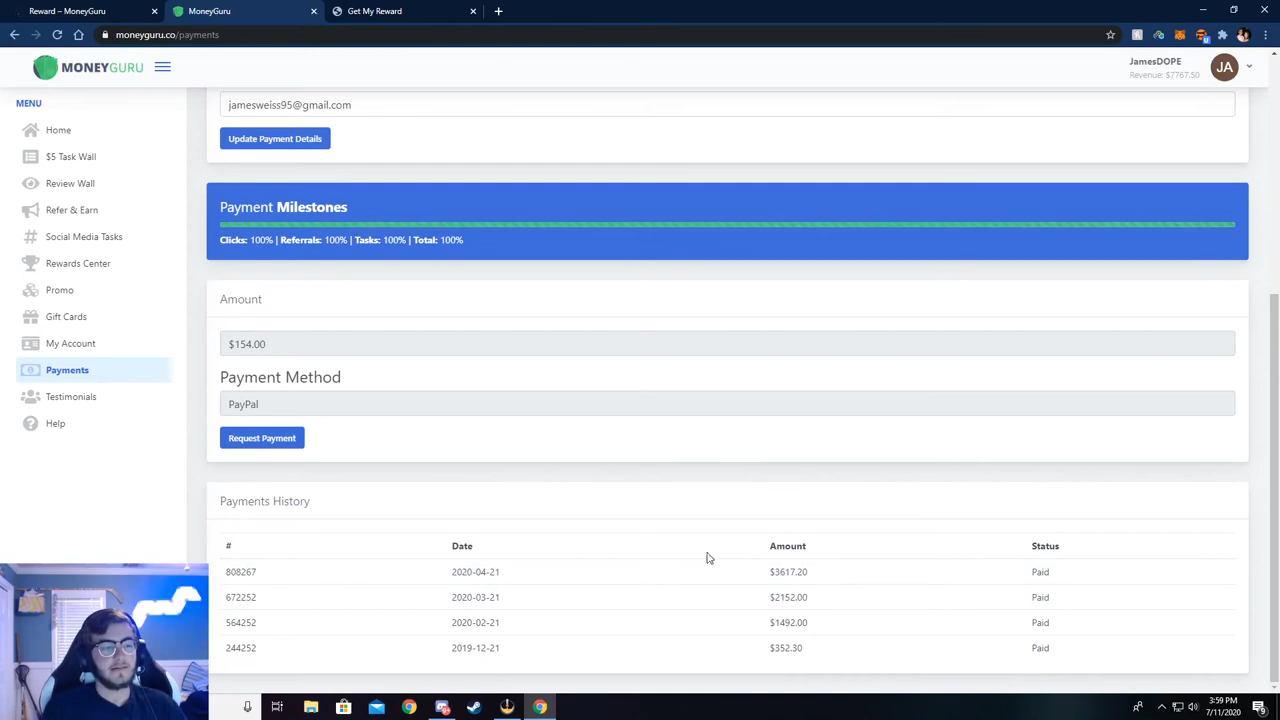 Reward – MoneyGuru
MoneyGuru
Get My Reward
moneyguru.co/payments
MONEYGURU
JamesDOPE
Revenue: $7767.50
JA
MENU
Home
$5 Task Wall
Review Wall
Refer & Earn
Social Media Tasks
Rewards Center
Promo
Gift Cards
My Account
Payments
Testimonials
Help
jamesweiss95@gmail.com
Update Payment Details
Payment Milestones
Clicks: 100% | Referrals: 100% | Tasks: 100% | Total: 100%
Amount
$154.00
Payment Method
PayPal
Request Payment
Payments History
# Date Amount Status
808267 2020-04-21 $3617.20 Paid
672252 2020-03-21 $2152.00 Paid
564252 2020-02-21 $1492.00 Paid
244252 2019-12-21 $352.30 Paid
3:59 PM
7/11/2020